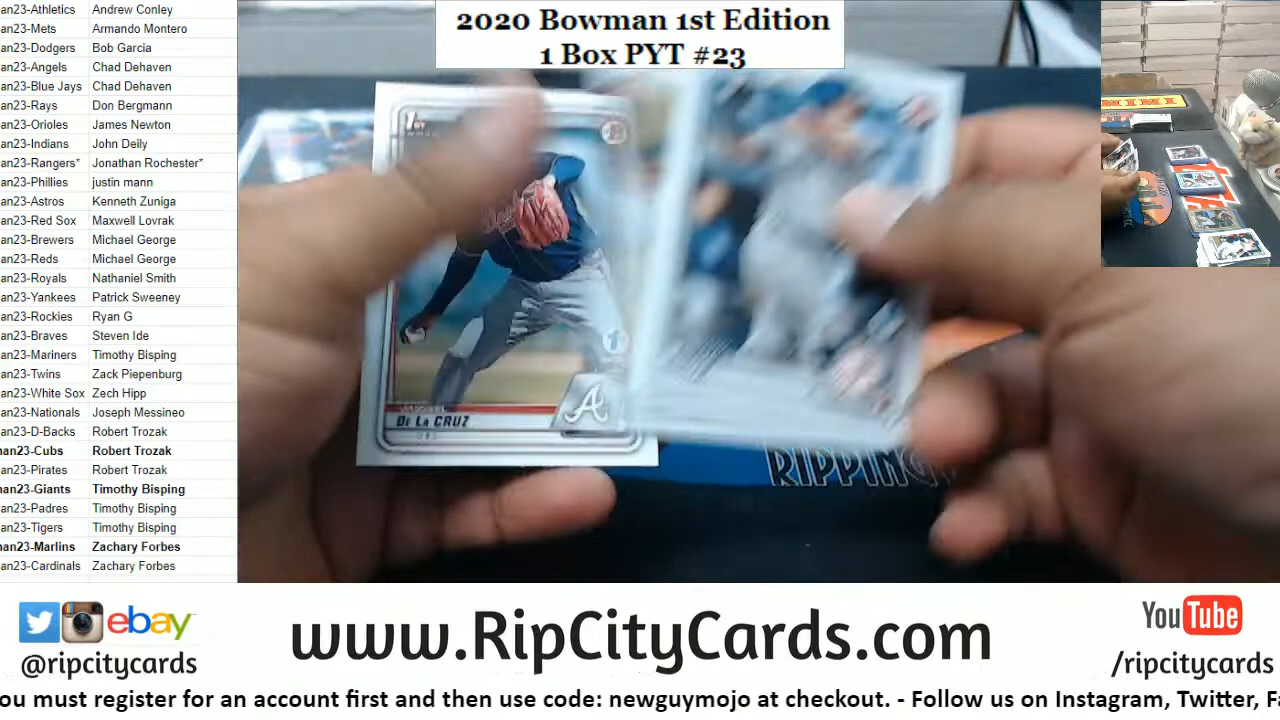 2020 Bowman 1st Edition
1 Box PYT #23
an23-Athletics Andrew Conley
an23-Mets Armando Montero
an23-Dodgers Bob Garcia
an23-Angels Chad Dehaven
an23-Blue Jays Chad Dehaven
an23-Rays Don Bergmann
an23-Orioles James Newton
an23-Indians John Deily
an23-Rangers* Jonathan Rochester*
an23-Phillies justin mann
an23-Astros Kenneth Zuniga
an23-Red Sox Maxwell Lovrak
an23-Brewers Michael George
an23-Reds Michael George
an23-Royals Nathaniel Smith
an23-Yankees Patrick Sweeney
an23-Rockies Ryan G
an23-Braves Steven Ide
an23-Mariners Timothy Bisping
an23-Twins Zack Piepenburg
an23-White Sox Zech Hipp
an23-Nationals Joseph Messineo
an23-D-Backs Robert Trozak
nan23-Cubs Robert Trozak
an23-Pirates Robert Trozak
nan23-Giants Timothy Bisping
an23-Padres Timothy Bisping
an23-Tigers Timothy Bisping
nan23-Marlins Zachary Forbes
an23-Cardinals Zachary Forbes
1ST
DE LA CRUZ
A
RIPPING
ebay
@ripcitycards
www.RipCityCards.com
YouTube
/ripcitycards
ou must register for an account first and then use code: newguymojo at checkout. - Follow us on Instagram, Twitter, Fa